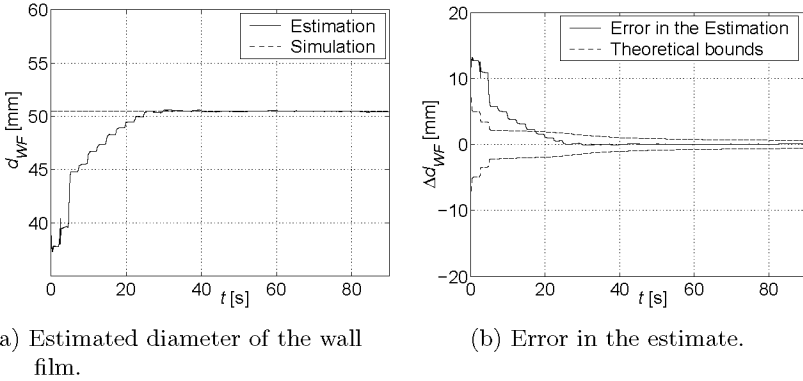 60
55
50
45
40
0 20 40 60 80
d_WF [mm]
t [s]
Estimation
Simulation
a) Estimated diameter of the wall
film.
20
10
0
−10
−20
0 20 40 60 80
Δd_WF [mm]
t [s]
Error in the Estimation
Theoretical bounds
(b) Error in the estimate.